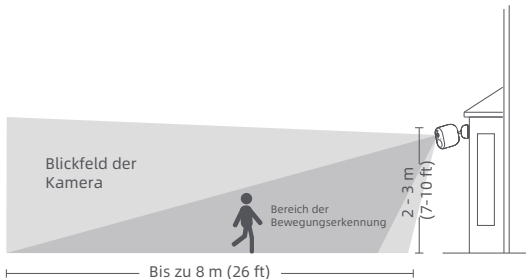 Blickfeld der
Kamera
Bereich der
Bewegungserkennung
2 - 3 m
(7-10 ft)
Bis zu 8 m (26 ft)